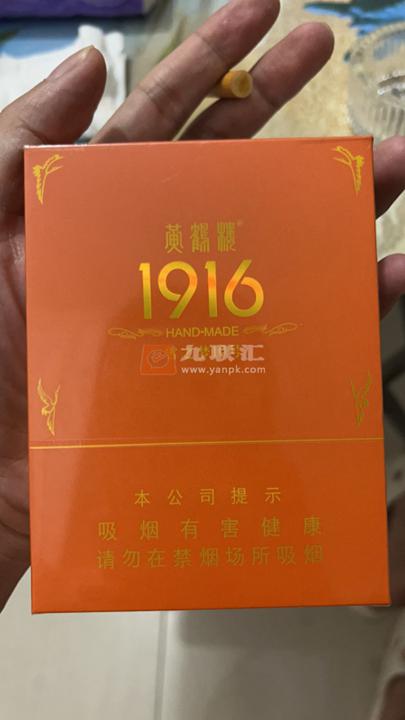 黄鹤楼®
1916
HAND-MADE
九联汇
www.yanpk.com
本公司提示
吸烟有害健康
请勿在禁烟场所吸烟